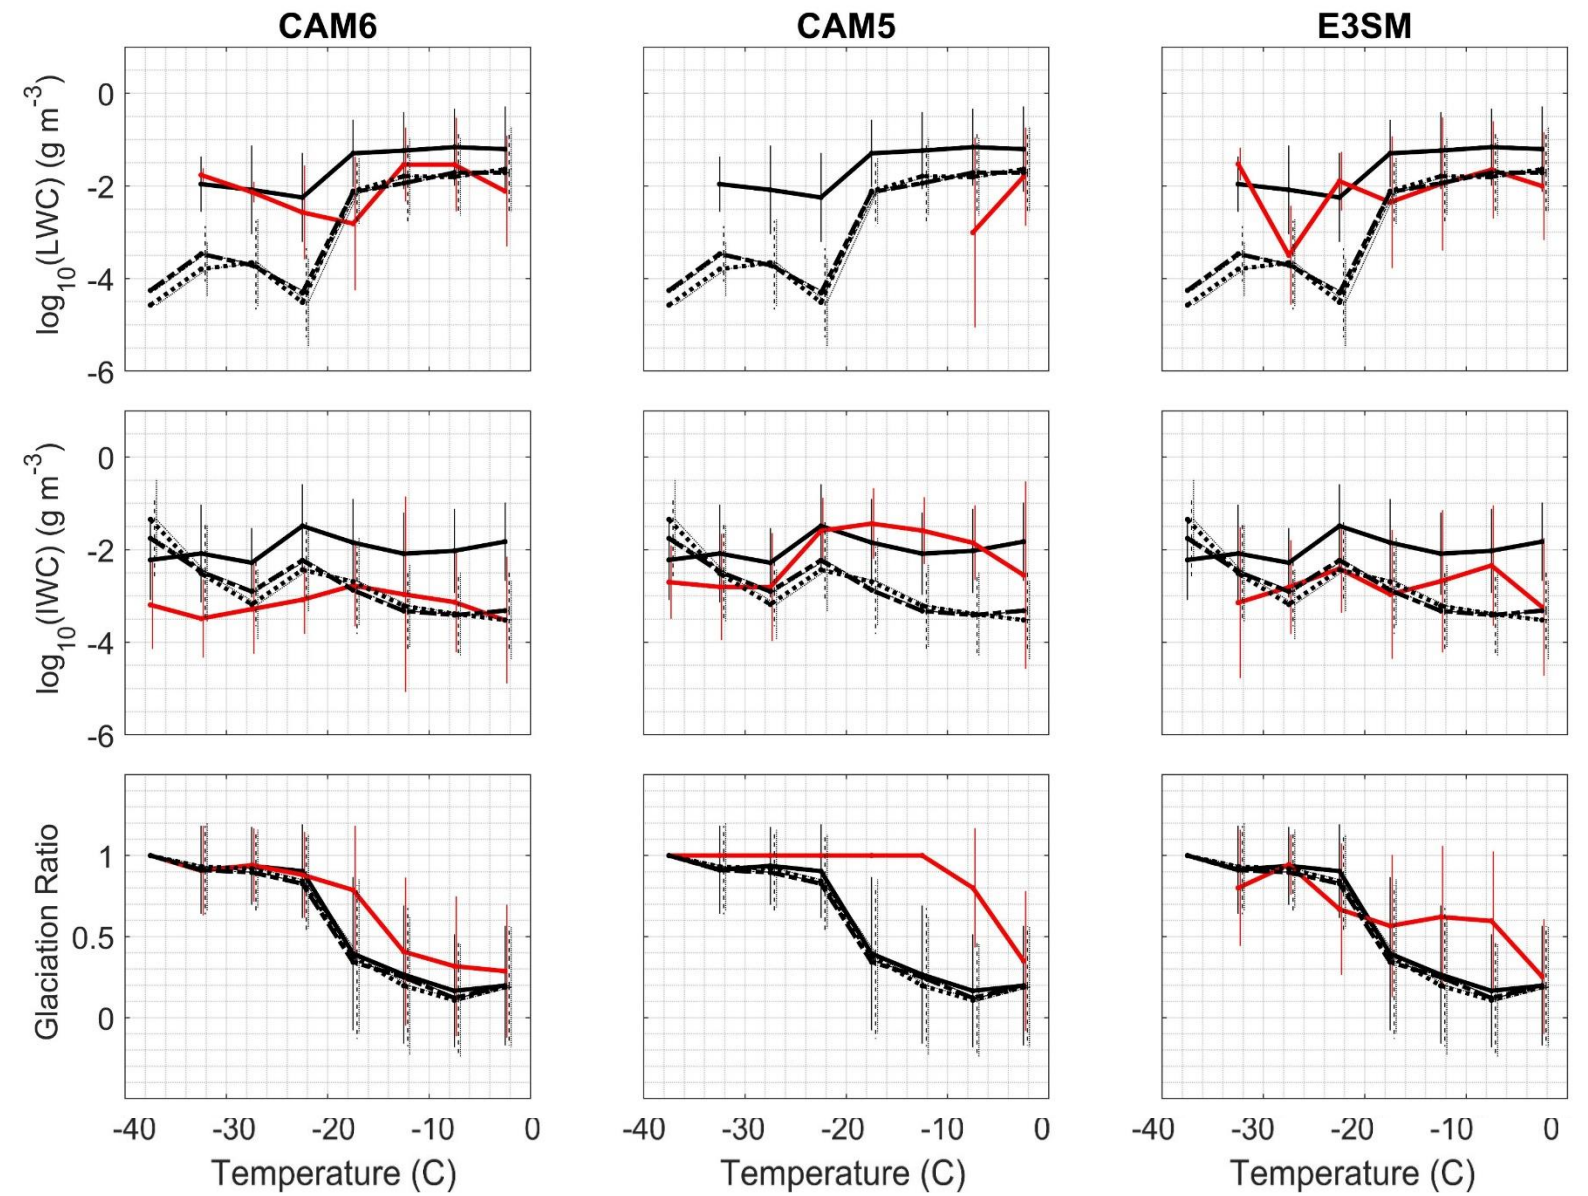 CAM6 CAM5 E3SM
log10(LWC) (g m-3)
0
-2
-4
-6
log10(IWC) (g m-3)
0
-2
-4
-6
Glaciation Ratio
1
0.5
0
-40 -30 -20 -10 0 -40 -30 -20 -10 0 -40 -30 -20 -10 0
Temperature (C) Temperature (C) Temperature (C)